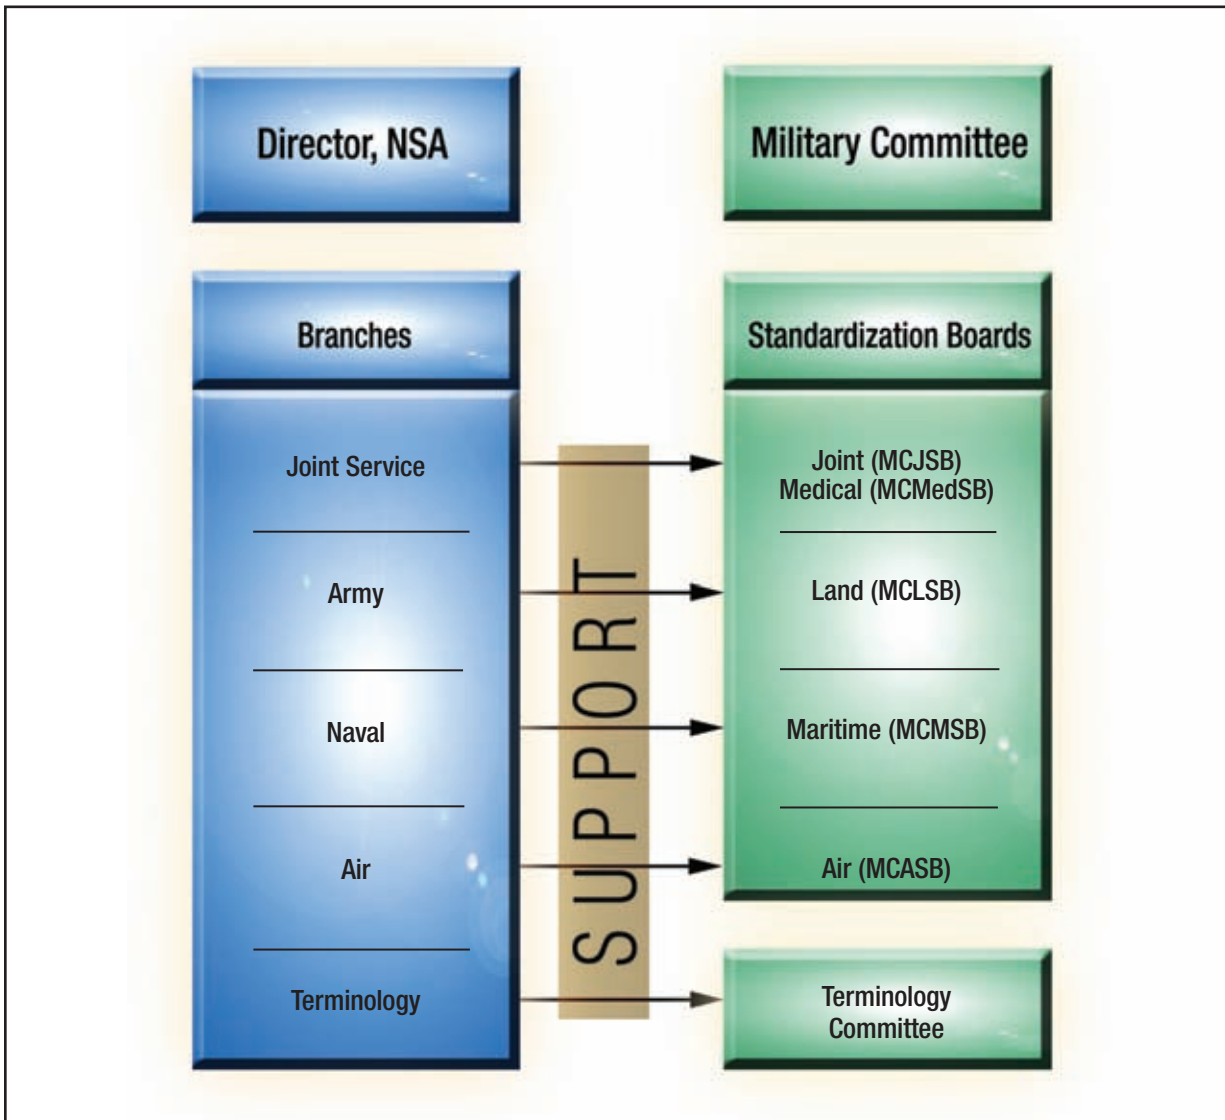 Director, NSA
Military Committee
Branches
Standardization Boards
Joint Service
Joint (MCJSB)
Medical (MCMedSB)
Army
Land (MCLSB)
Naval
Maritime (MCMSB)
Air
Air (MCASB)
Terminology
Terminology
Committee
SUPPORT